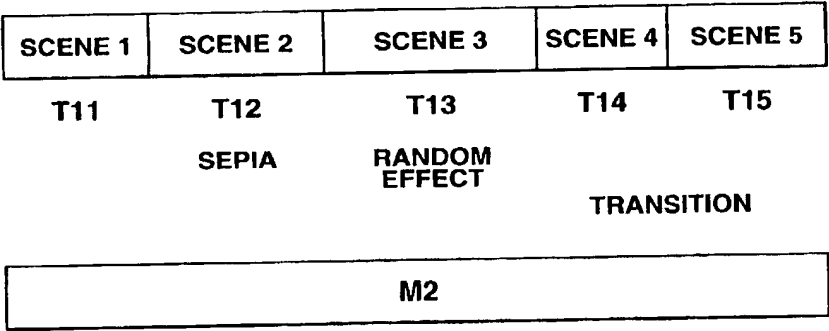 SCENE 1 SCENE 2 SCENE 3 SCENE 4 SCENE 5
T11 T12 T13 T14 T15
SEPIA RANDOM
EFFECT
TRANSITION
M2